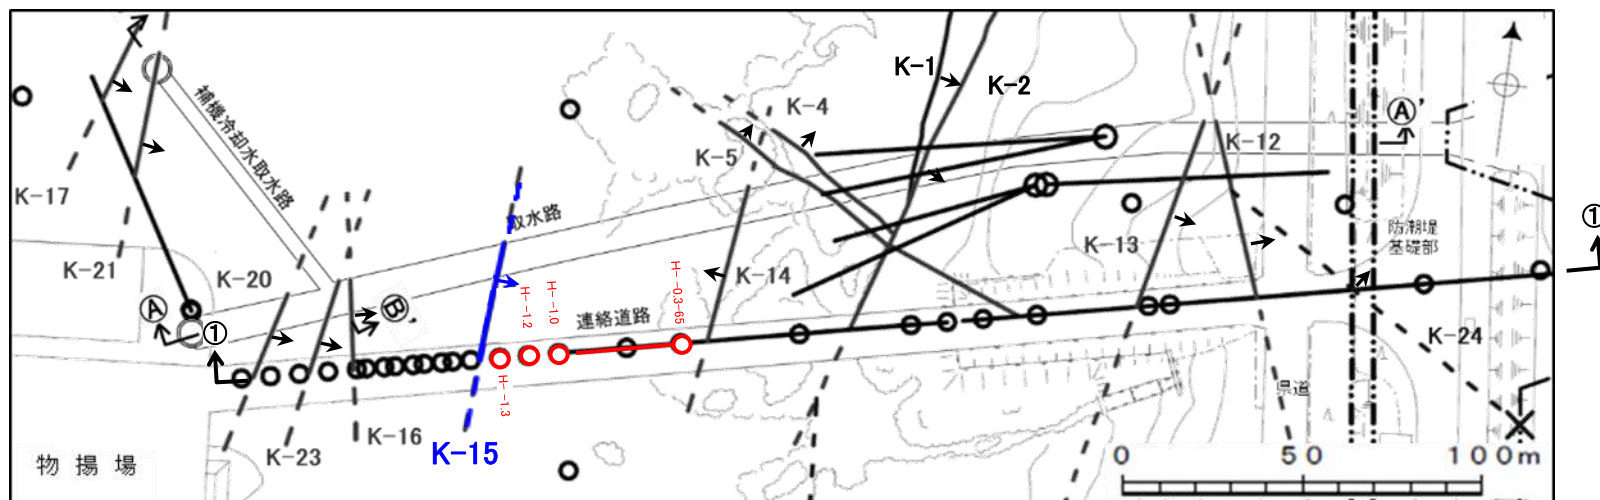 K-1
K-2
K-4
K-5
K-12
K-13
K-14
K-15
K-16
K-17
K-20
K-21
K-23
K-24
補機冷却水取水路
取水路
連絡道路
防潮堤
基礎部
県道
物揚場
Ⓐ
Ⓐ'
Ⓑ'
①
①
H--1.3
H--1.2
H--1.0
H--0.3-65
0
50
100m